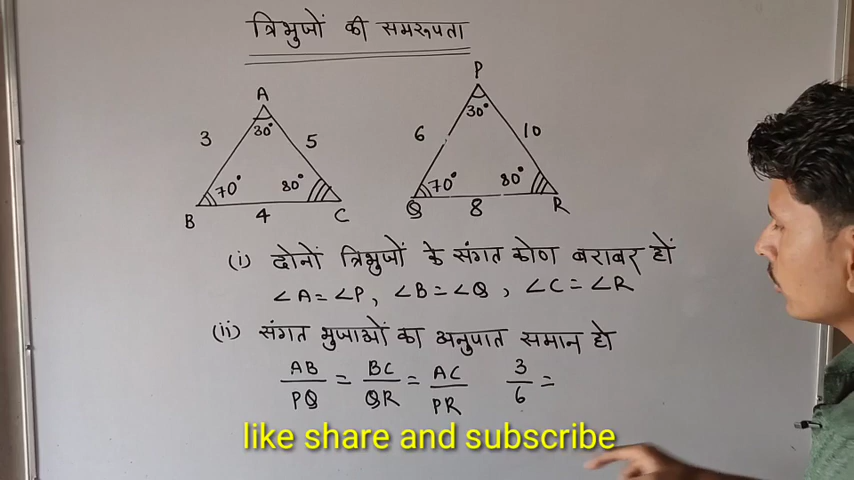 त्रिभुजों की समरूपता
A
P
3
30°
5
6
30°
10
70°
80°
70°
80°
B
4
C
Q
8
R
(i) दोनों त्रिभुजों के संगत कोण बराबर हों
∠A = ∠P, ∠B = ∠Q, ∠C = ∠R
(ii) संगत भुजाओं का अनुपात समान हो
AB/PQ = BC/QR = AC/PR 3/6 =
like share and subscribe